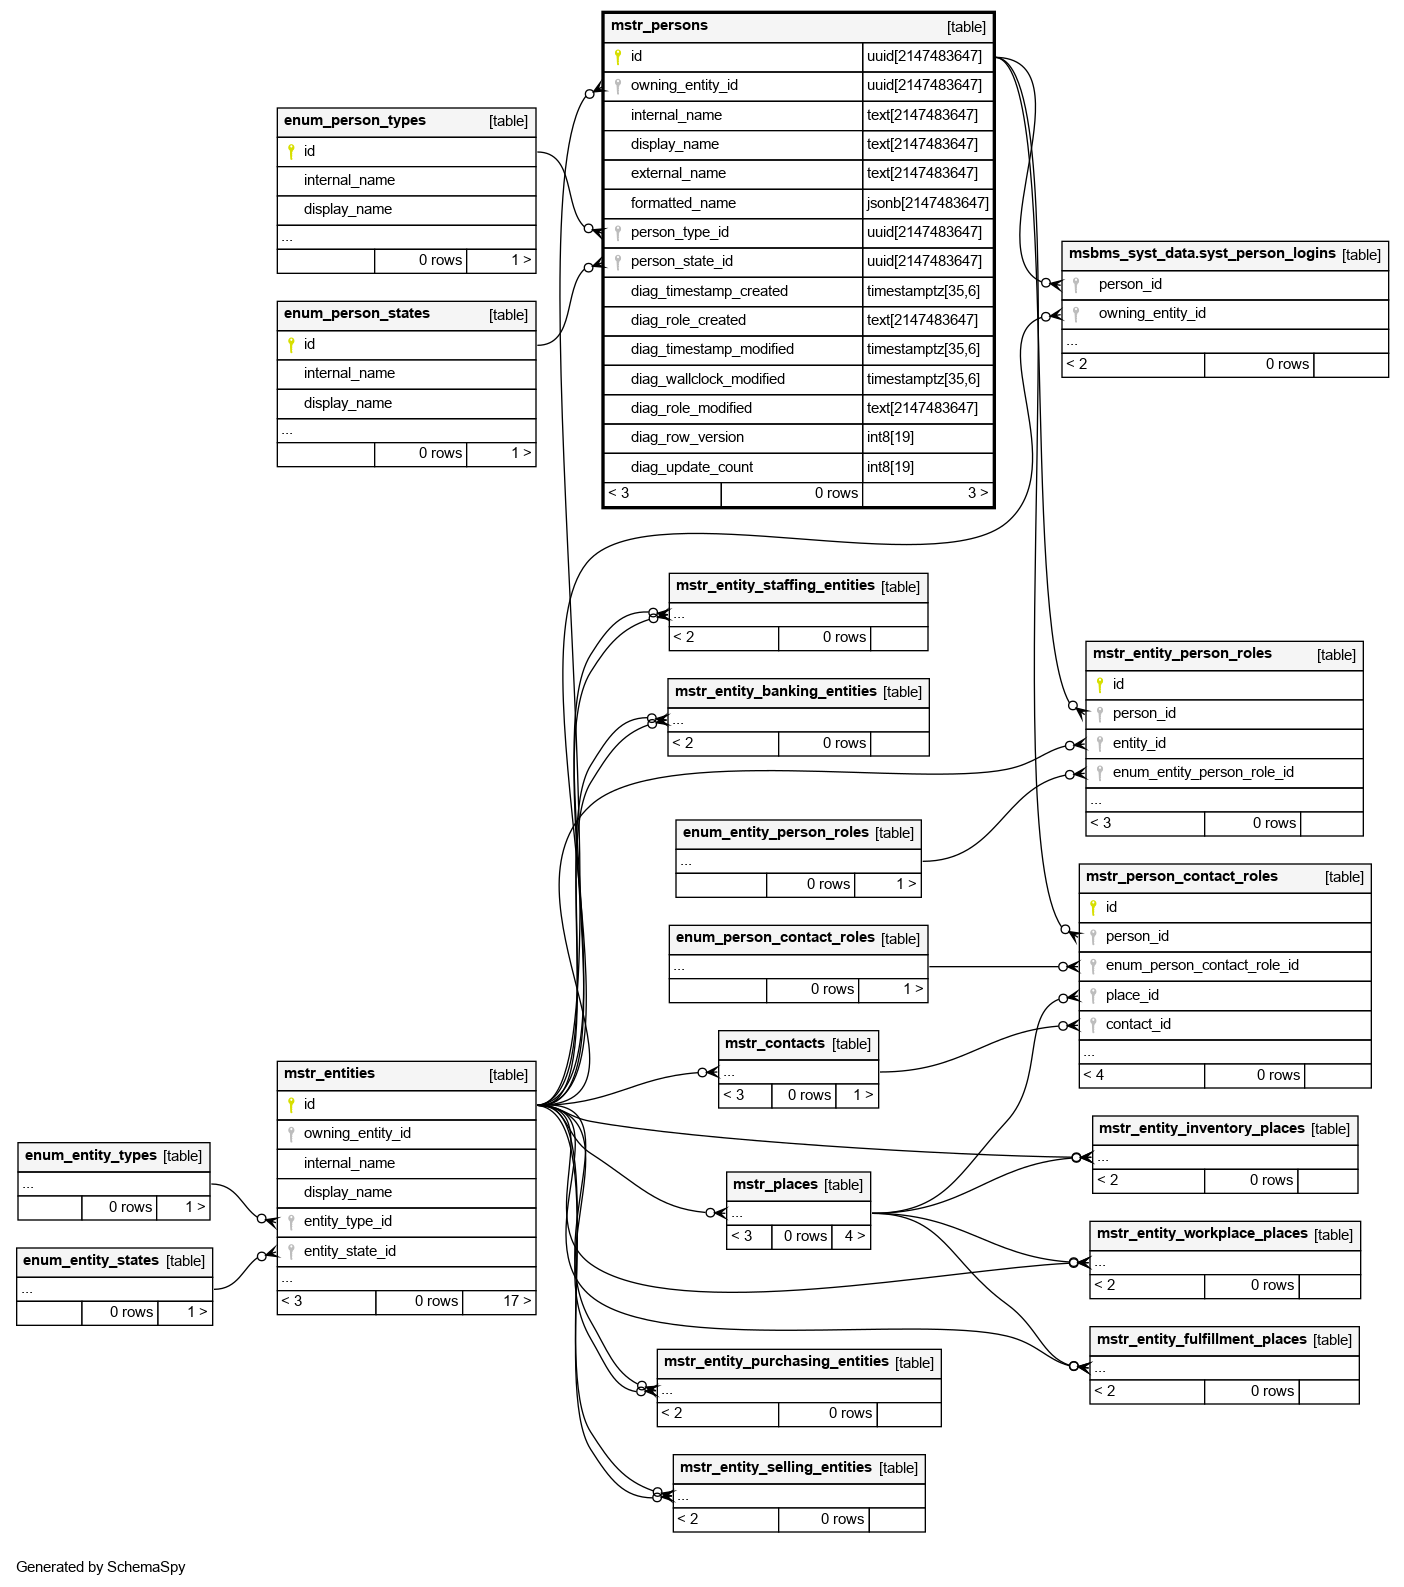 mstr_persons [table]
id uuid[2147483647]
owning_entity_id uuid[2147483647]
internal_name text[2147483647]
display_name text[2147483647]
external_name text[2147483647]
formatted_name jsonb[2147483647]
person_type_id uuid[2147483647]
person_state_id uuid[2147483647]
diag_timestamp_created timestamptz[35,6]
diag_role_created text[2147483647]
diag_timestamp_modified timestamptz[35,6]
diag_wallclock_modified timestamptz[35,6]
diag_role_modified text[2147483647]
diag_row_version int8[19]
diag_update_count int8[19]
< 3 0 rows 3 >
enum_person_types [table]
id
internal_name
display_name
...
0 rows 1 >
enum_person_states [table]
id
internal_name
display_name
...
0 rows 1 >
msbms_syst_data.syst_person_logins [table]
person_id
owning_entity_id
...
< 2 0 rows
mstr_entity_staffing_entities [table]
...
< 2 0 rows
mstr_entity_banking_entities [table]
...
< 2 0 rows
mstr_entity_person_roles [table]
id
person_id
entity_id
enum_entity_person_role_id
...
< 3 0 rows
enum_entity_person_roles [table]
...
0 rows 1 >
mstr_person_contact_roles [table]
id
person_id
enum_person_contact_role_id
place_id
contact_id
...
< 4 0 rows
enum_person_contact_roles [table]
...
0 rows 1 >
mstr_contacts [table]
...
< 3 0 rows 1 >
mstr_entities [table]
id
owning_entity_id
internal_name
display_name
entity_type_id
entity_state_id
...
< 3 0 rows 17 >
enum_entity_types [table]
...
0 rows 1 >
enum_entity_states [table]
...
0 rows 1 >
mstr_places [table]
...
< 3 0 rows 4 >
mstr_entity_inventory_places [table]
...
< 2 0 rows
mstr_entity_workplace_places [table]
...
< 2 0 rows
mstr_entity_fulfillment_places [table]
...
< 2 0 rows
mstr_entity_purchasing_entities [table]
...
< 2 0 rows
mstr_entity_selling_entities [table]
...
< 2 0 rows
Generated by SchemaSpy